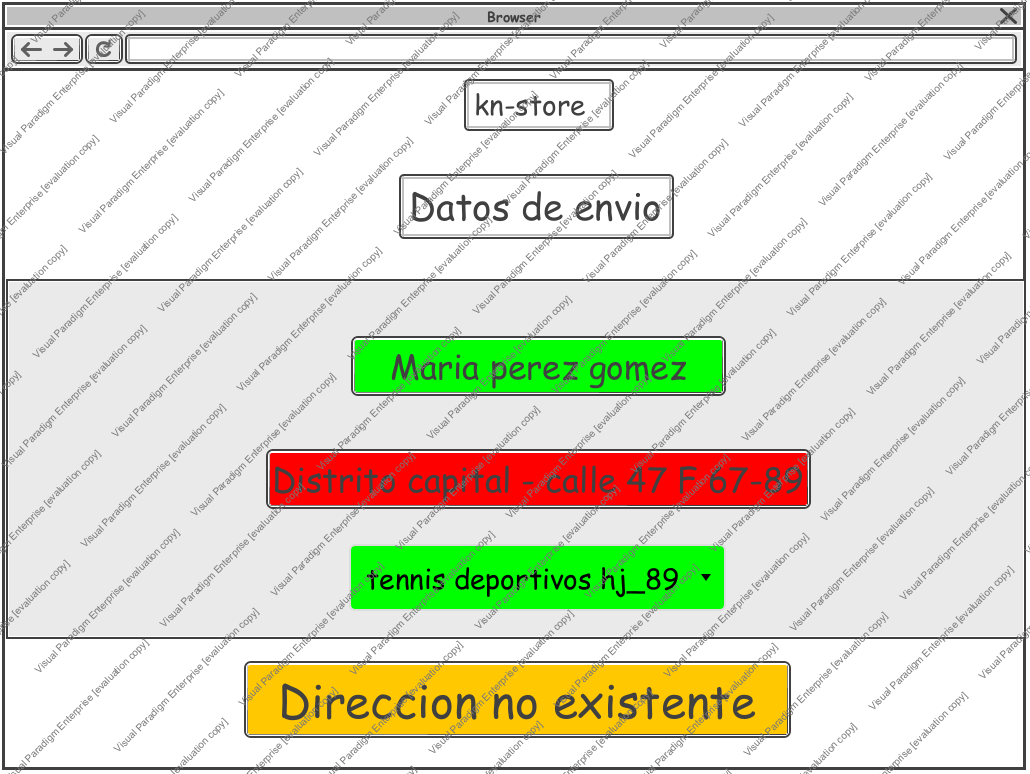 Browser
kn-store
Datos de envio
Maria perez gomez
Distrito capital - calle 47 F 67-89
tennis deportivos hj_89
Direccion no existente
Visual Paradigm Enterprise [evaluation copy]